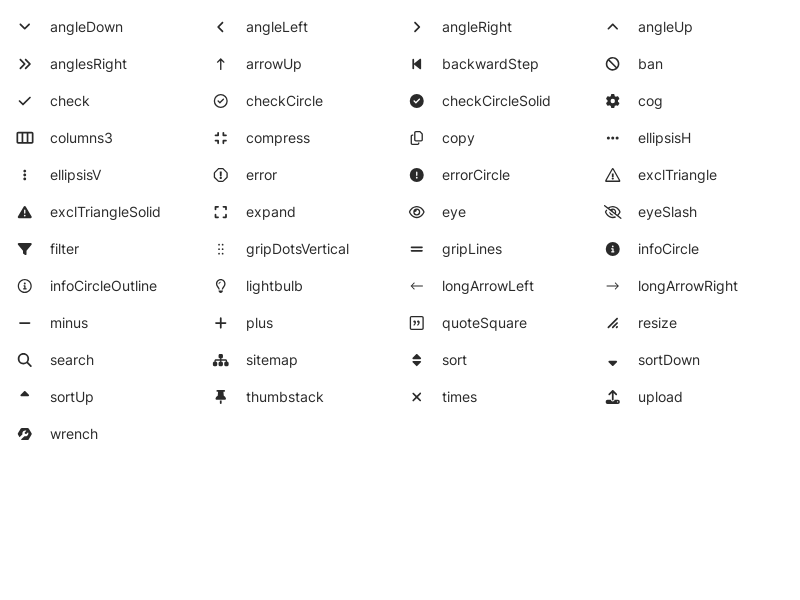 angleDown angleLeft angleRight angleUp
anglesRight arrowUp backwardStep ban
check checkCircle checkCircleSolid cog
columns3 compress copy ellipsisH
ellipsisV error errorCircle exclTriangle
exclTriangleSolid expand eye eyeSlash
filter gripDotsVertical gripLines infoCircle
infoCircleOutline lightbulb longArrowLeft longArrowRight
minus plus quoteSquare resize
search sitemap sort sortDown
sortUp thumbstack times upload
wrench